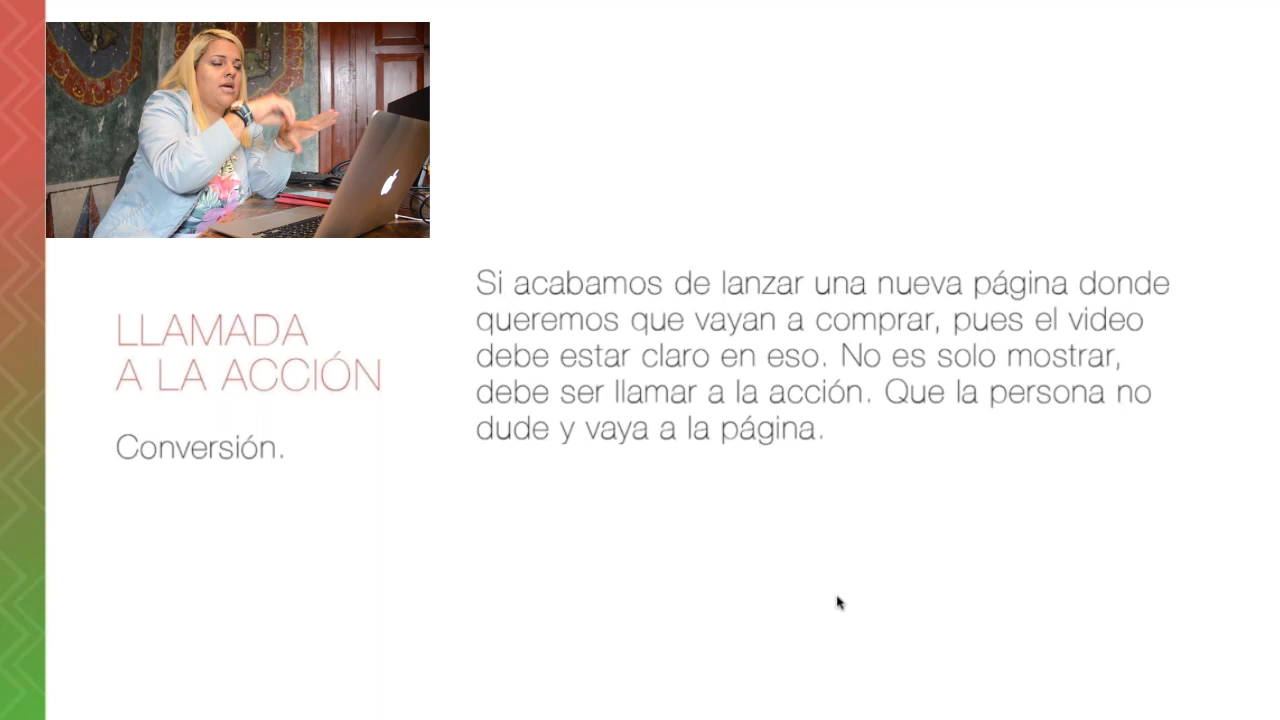 LLAMADA
A LA ACCIÓN
Conversión.
Si acabamos de lanzar una nueva página donde
queremos que vayan a comprar, pues el video
debe estar claro en eso. No es solo mostrar,
debe ser llamar a la acción. Que la persona no
dude y vaya a la página.